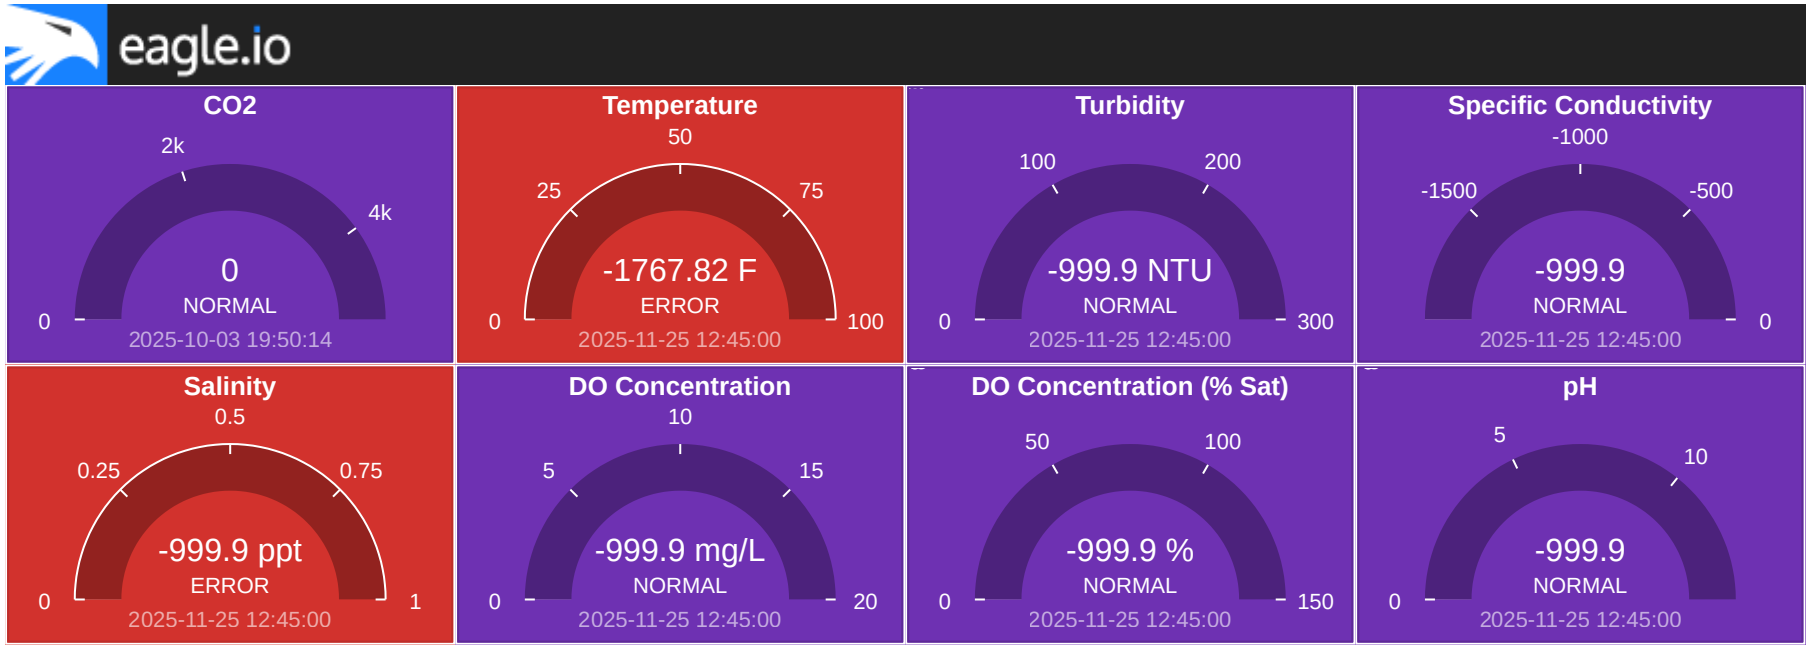 eagle.io
CO2
2k
4k
0
NORMAL
0
2025-10-03 19:50:14
Temperature
50
25
75
-1767.82 F
ERROR
0
100
2025-11-25 12:45:00
Turbidity
100
200
-999.9 NTU
NORMAL
0
300
2025-11-25 12:45:00
Specific Conductivity
-1000
-1500
-500
-999.9
NORMAL
0
2025-11-25 12:45:00
Salinity
0.5
0.25
0.75
-999.9 ppt
ERROR
0
1
2025-11-25 12:45:00
DO Concentration
10
5
15
-999.9 mg/L
NORMAL
0
20
2025-11-25 12:45:00
DO Concentration (% Sat)
50
100
-999.9 %
NORMAL
0
150
2025-11-25 12:45:00
pH
5
10
-999.9
NORMAL
0
2025-11-25 12:45:00